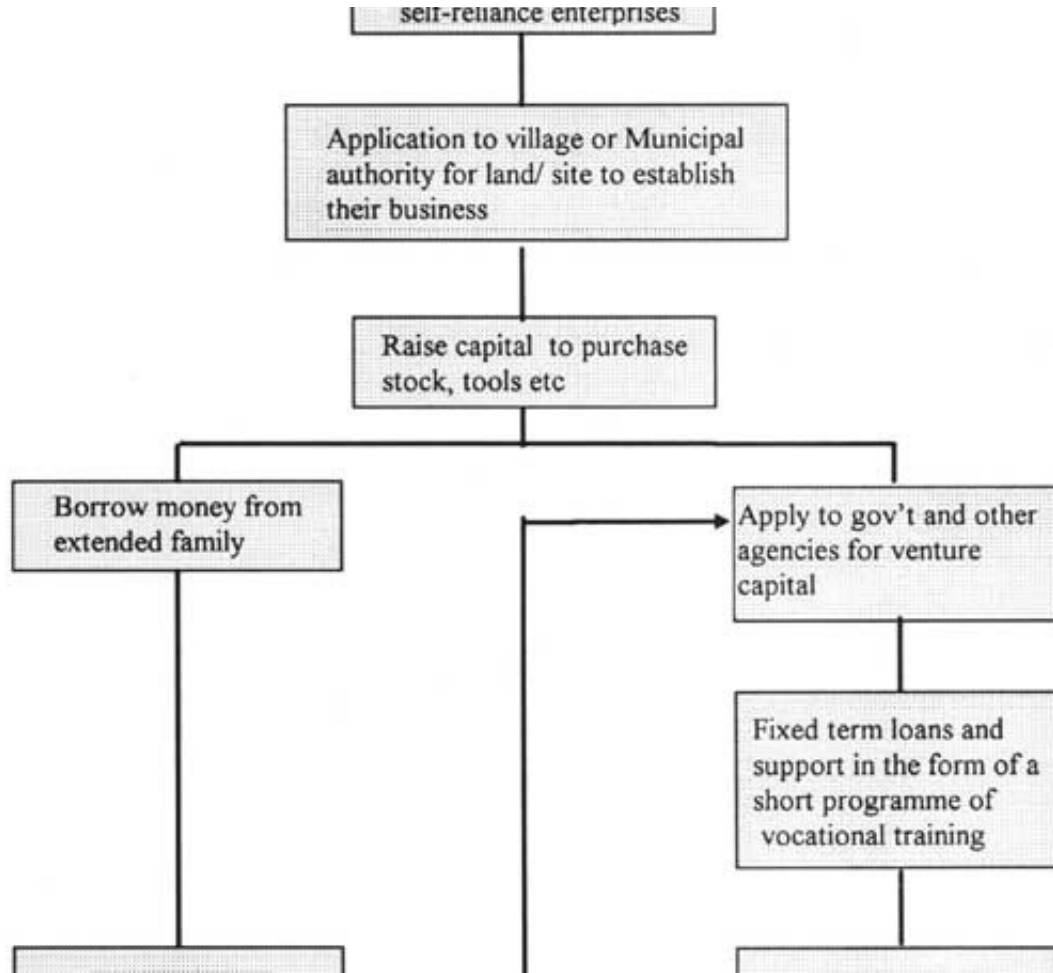 self-reliance enterprises
Application to village or Municipal
authority for land/ site to establish
their business
Raise capital to purchase
stock, tools etc
Borrow money from
extended family
Apply to gov't and other
agencies for venture
capital
Fixed term loans and
support in the form of a
short programme of
vocational training